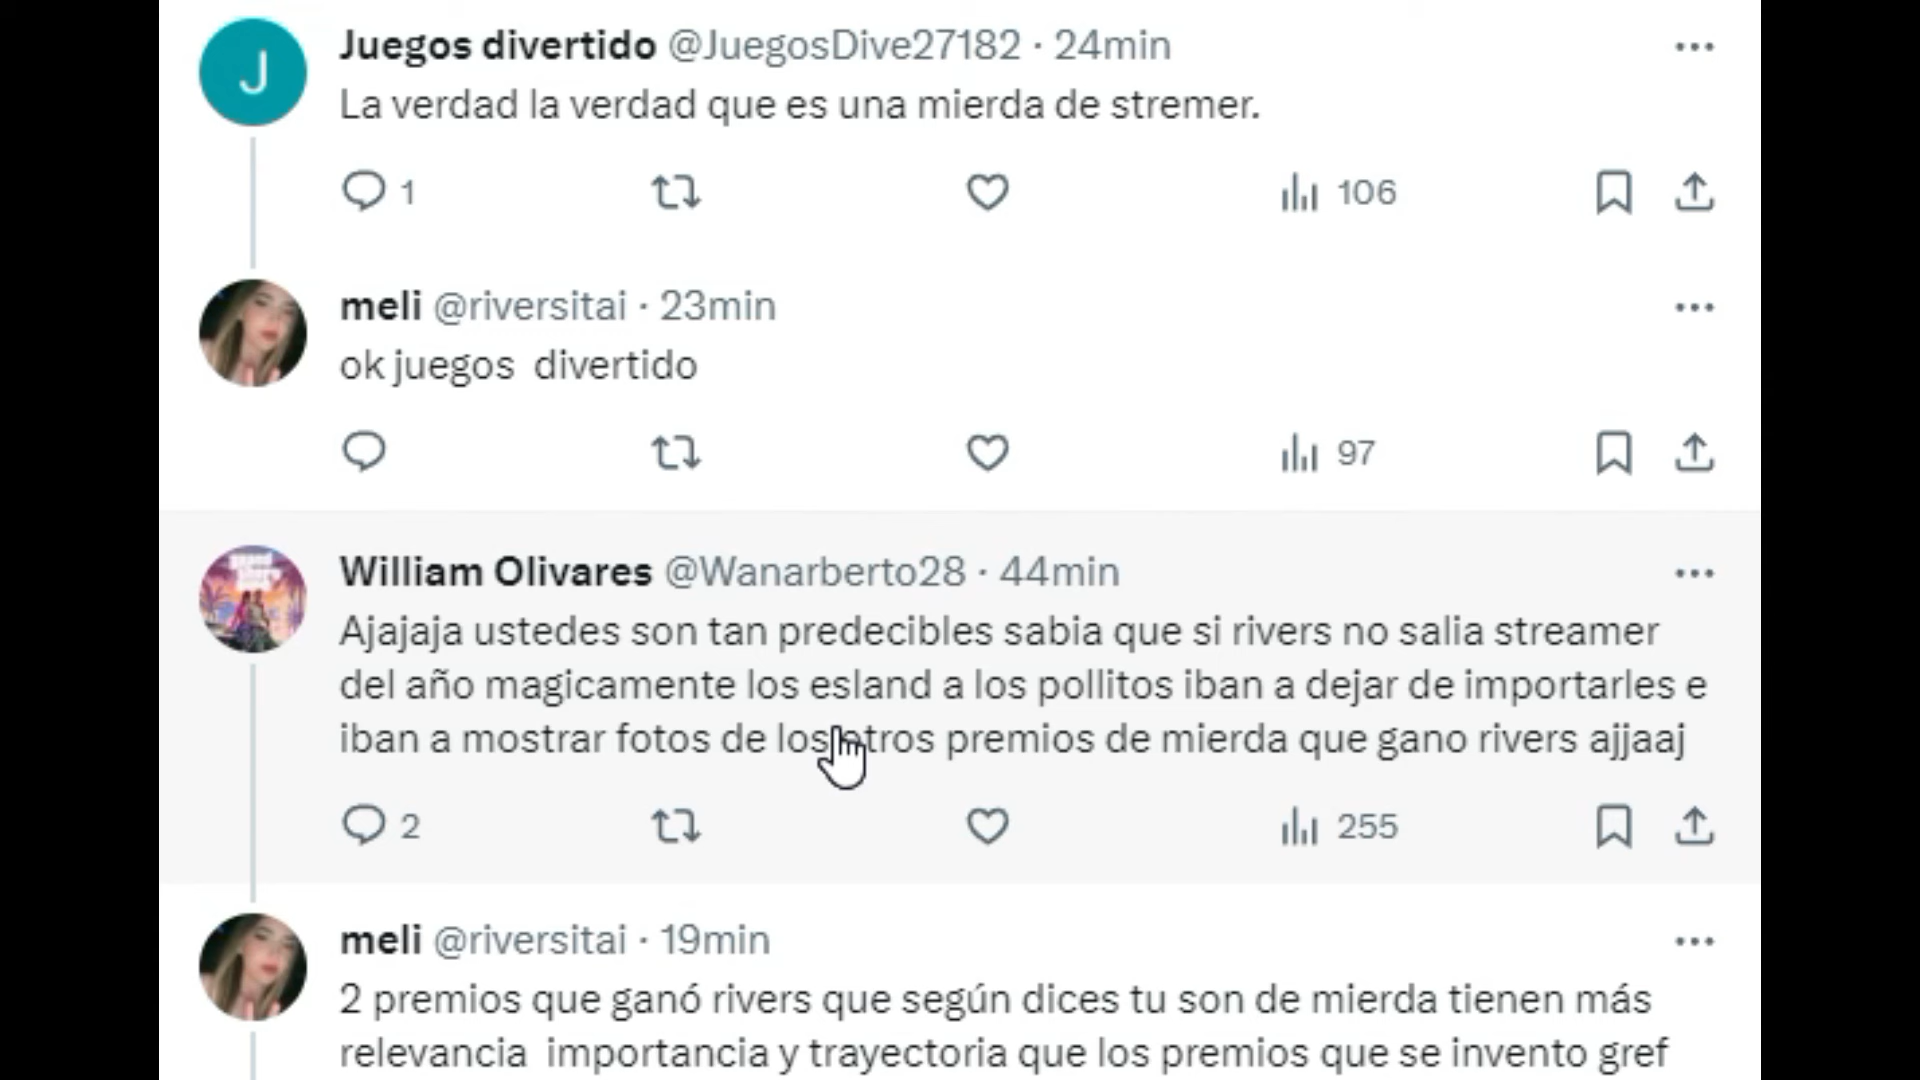 J
Juegos divertido @JuegosDive27182 · 24min
La verdad la verdad que es una mierda de stremer.
1 106
meli @riversitai · 23min
ok juegos  divertido
97
William Olivares @Wanarberto28 · 44min
Ajajaja ustedes son tan predecibles sabia que si rivers no salia streamer
del año magicamente los esland a los pollitos iban a dejar de importarles e
iban a mostrar fotos de los otros premios de mierda que gano rivers ajjaaj
2 255
meli @riversitai · 19min
2 premios que ganó rivers que según dices tu son de mierda tienen más
relevancia  importancia y trayectoria que los premios que se invento gref